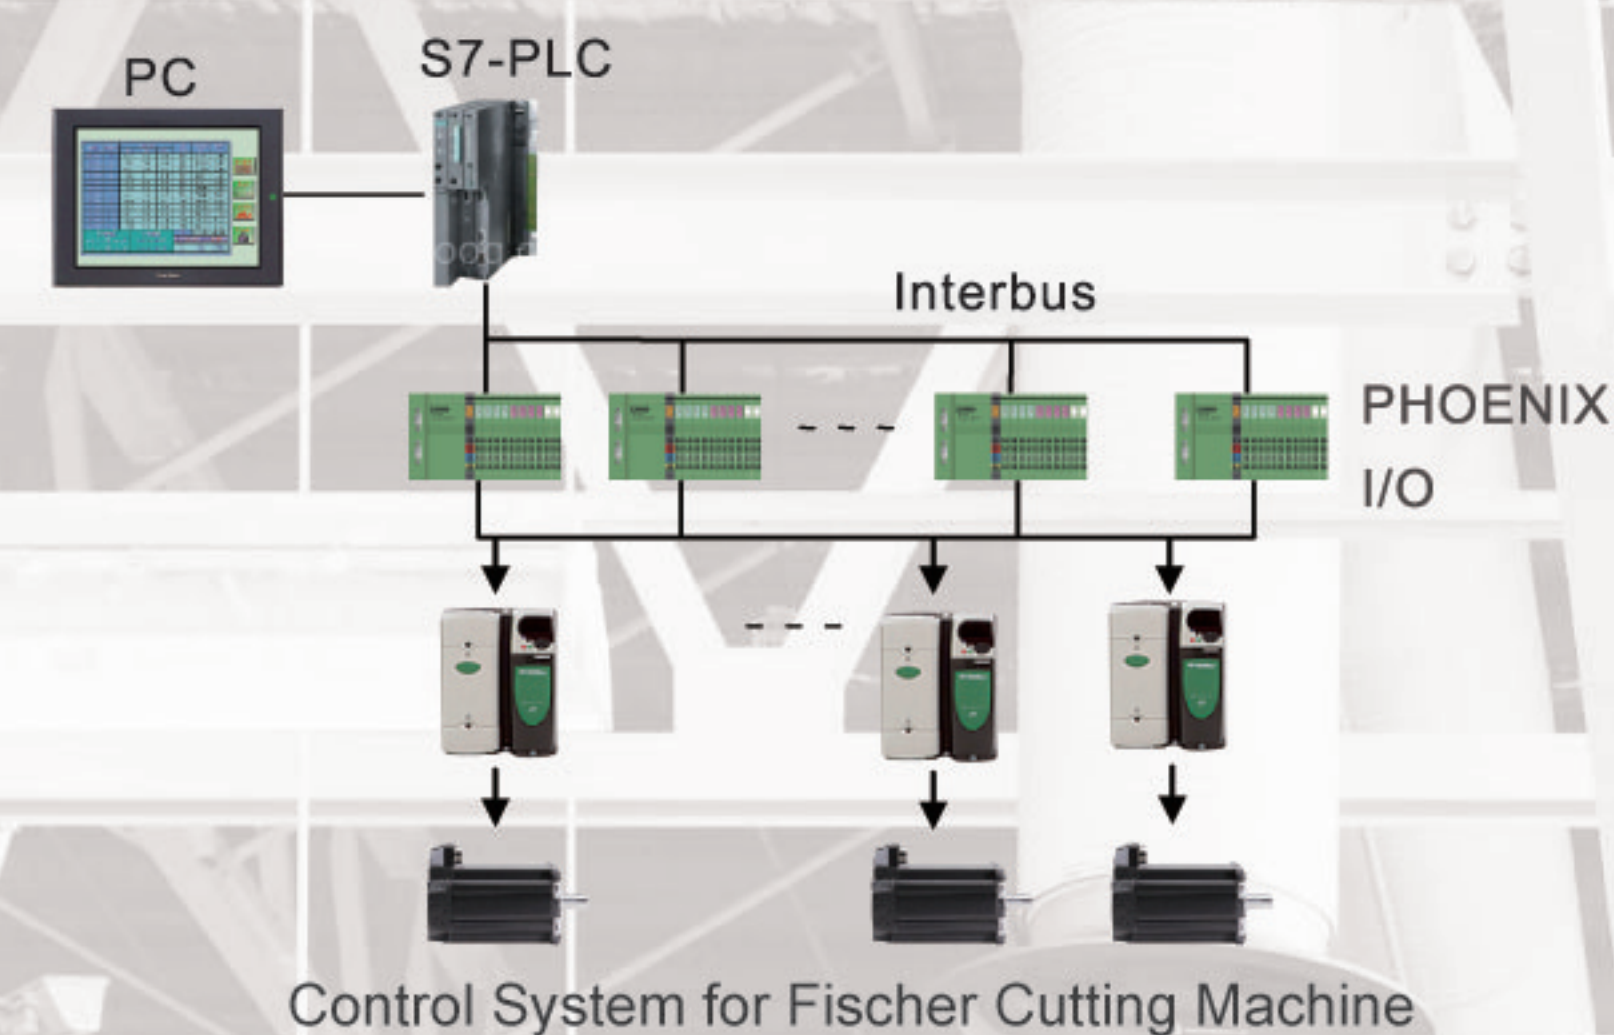 PC
S7-PLC
Interbus
PHOENIX
I/O
Control System for Fischer Cutting Machine